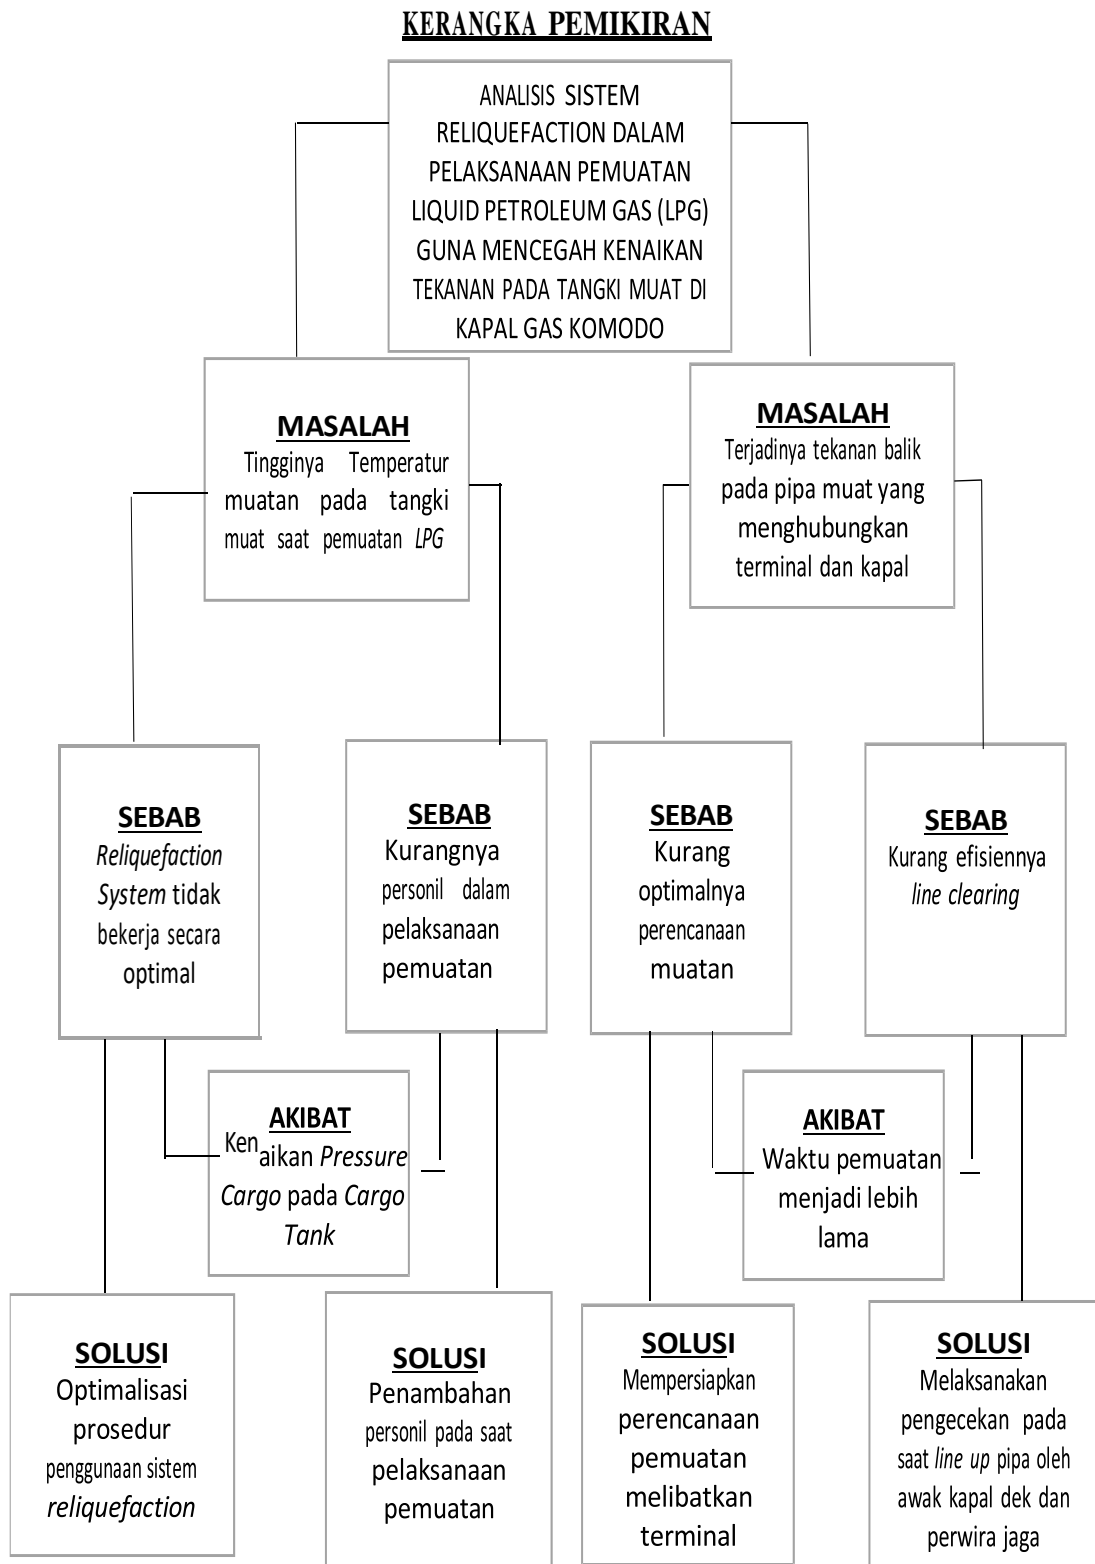 KERANGKA PEMIKIRAN
ANALISIS SISTEM
RELIQUEFACTION DALAM
PELAKSANAAN PEMUATAN
LIQUID PETROLEUM GAS (LPG)
GUNA MENCEGAH KENAIKAN
TEKANAN PADA TANGKI MUAT DI
KAPAL GAS KOMODO
MASALAH
Tingginya Temperatur
muatan pada tangki
muat saat pemuatan LPG
MASALAH
Terjadinya tekanan balik
pada pipa muat yang
menghubungkan
terminal dan kapal
SEBAB
Reliquefaction
System tidak
bekerja secara
optimal
SEBAB
Kurangnya
personil dalam
pelaksanaan
pemuatan
SEBAB
Kurang
optimalnya
perencanaan
muatan
SEBAB
Kurang efisiennya
line clearing
AKIBAT
Kenaikan Pressure
Cargo pada Cargo
Tank
AKIBAT
Waktu pemuatan
menjadi lebih
lama
SOLUSI
Optimalisasi
prosedur
penggunaan sistem
reliquefaction
SOLUSI
Penambahan
personil pada saat
pelaksanaan
pemuatan
SOLUSI
Mempersiapkan
perencanaan
pemuatan
melibatkan
terminal
SOLUSI
Melaksanakan
pengecekan pada
saat line up pipa oleh
awak kapal dek dan
perwira jaga